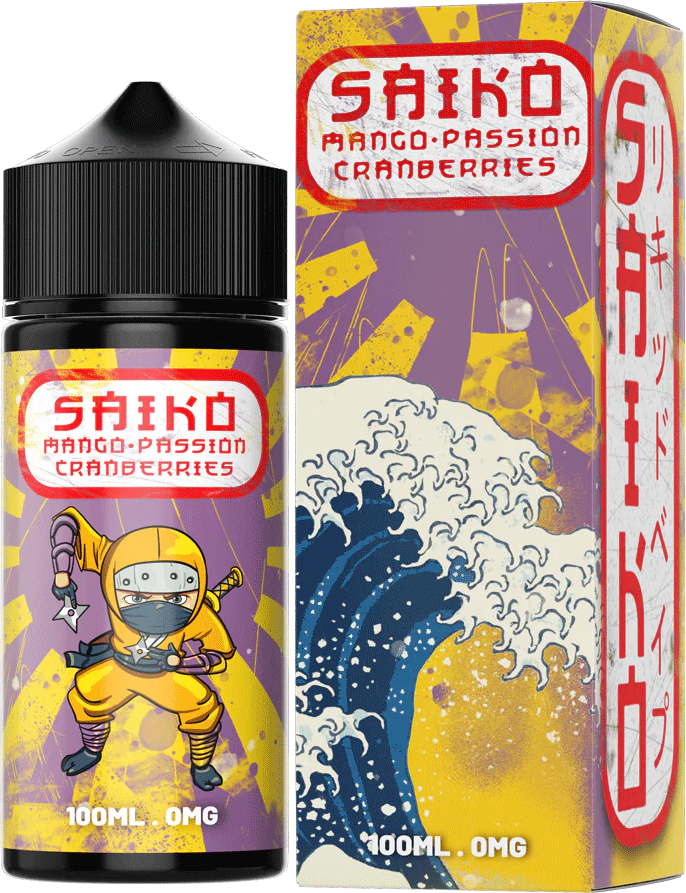 OPEN
SAIKO
MANGO·PASSION
CRANBERRIES
100ML . 0MG
SAIKO
MANGO·PASSION
CRANBERRIES
100ML . 0MG
SAIKO
リキッドベイプ